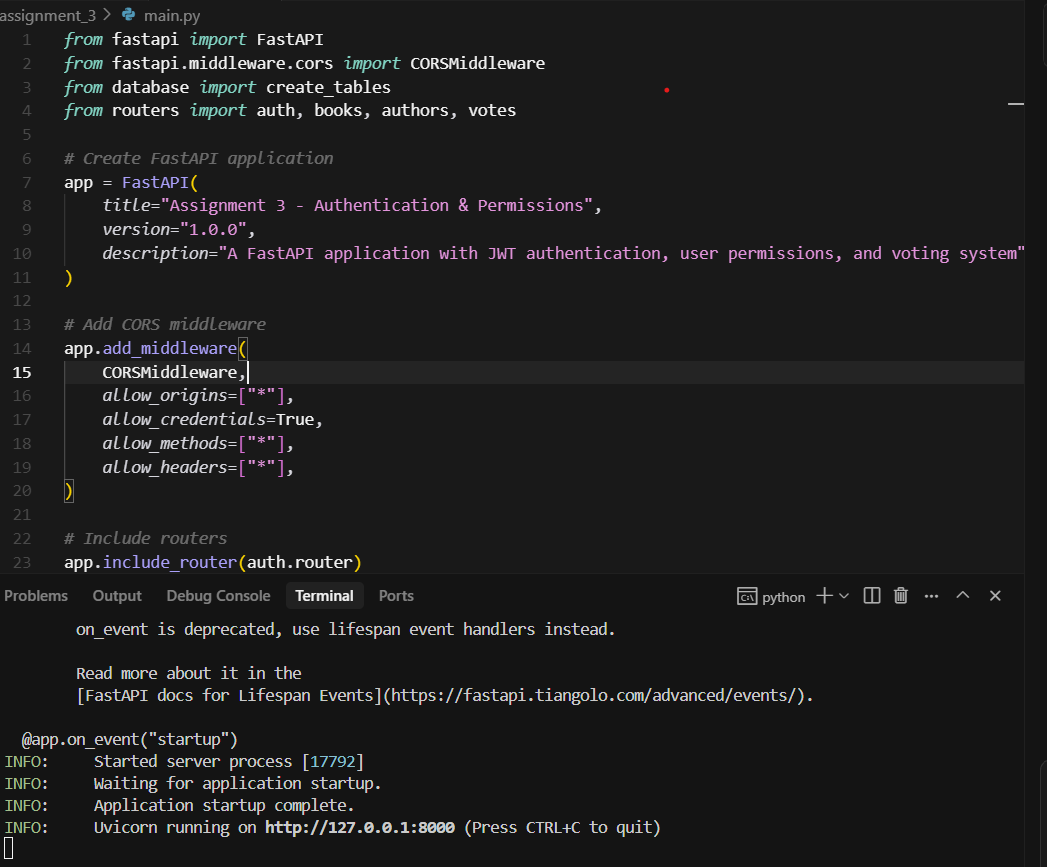 assignment_3 > main.py
1 from fastapi import FastAPI
2 from fastapi.middleware.cors import CORSMiddleware
3 from database import create_tables
4 from routers import auth, books, authors, votes
5
6 # Create FastAPI application
7 app = FastAPI(
8     title="Assignment 3 - Authentication & Permissions",
9     version="1.0.0",
10     description="A FastAPI application with JWT authentication, user permissions, and voting system"
11 )
12
13 # Add CORS middleware
14 app.add_middleware(
15     CORSMiddleware,
16     allow_origins=["*"],
17     allow_credentials=True,
18     allow_methods=["*"],
19     allow_headers=["*"],
20 )
21
22 # Include routers
23 app.include_router(auth.router)
Problems Output Debug Console Terminal Ports python
on_event is deprecated, use lifespan event handlers instead.
Read more about it in the
[FastAPI docs for Lifespan Events](https://fastapi.tiangolo.com/advanced/events/).
@app.on_event("startup")
INFO:     Started server process [17792]
INFO:     Waiting for application startup.
INFO:     Application startup complete.
INFO:     Uvicorn running on http://127.0.0.1:8000 (Press CTRL+C to quit)